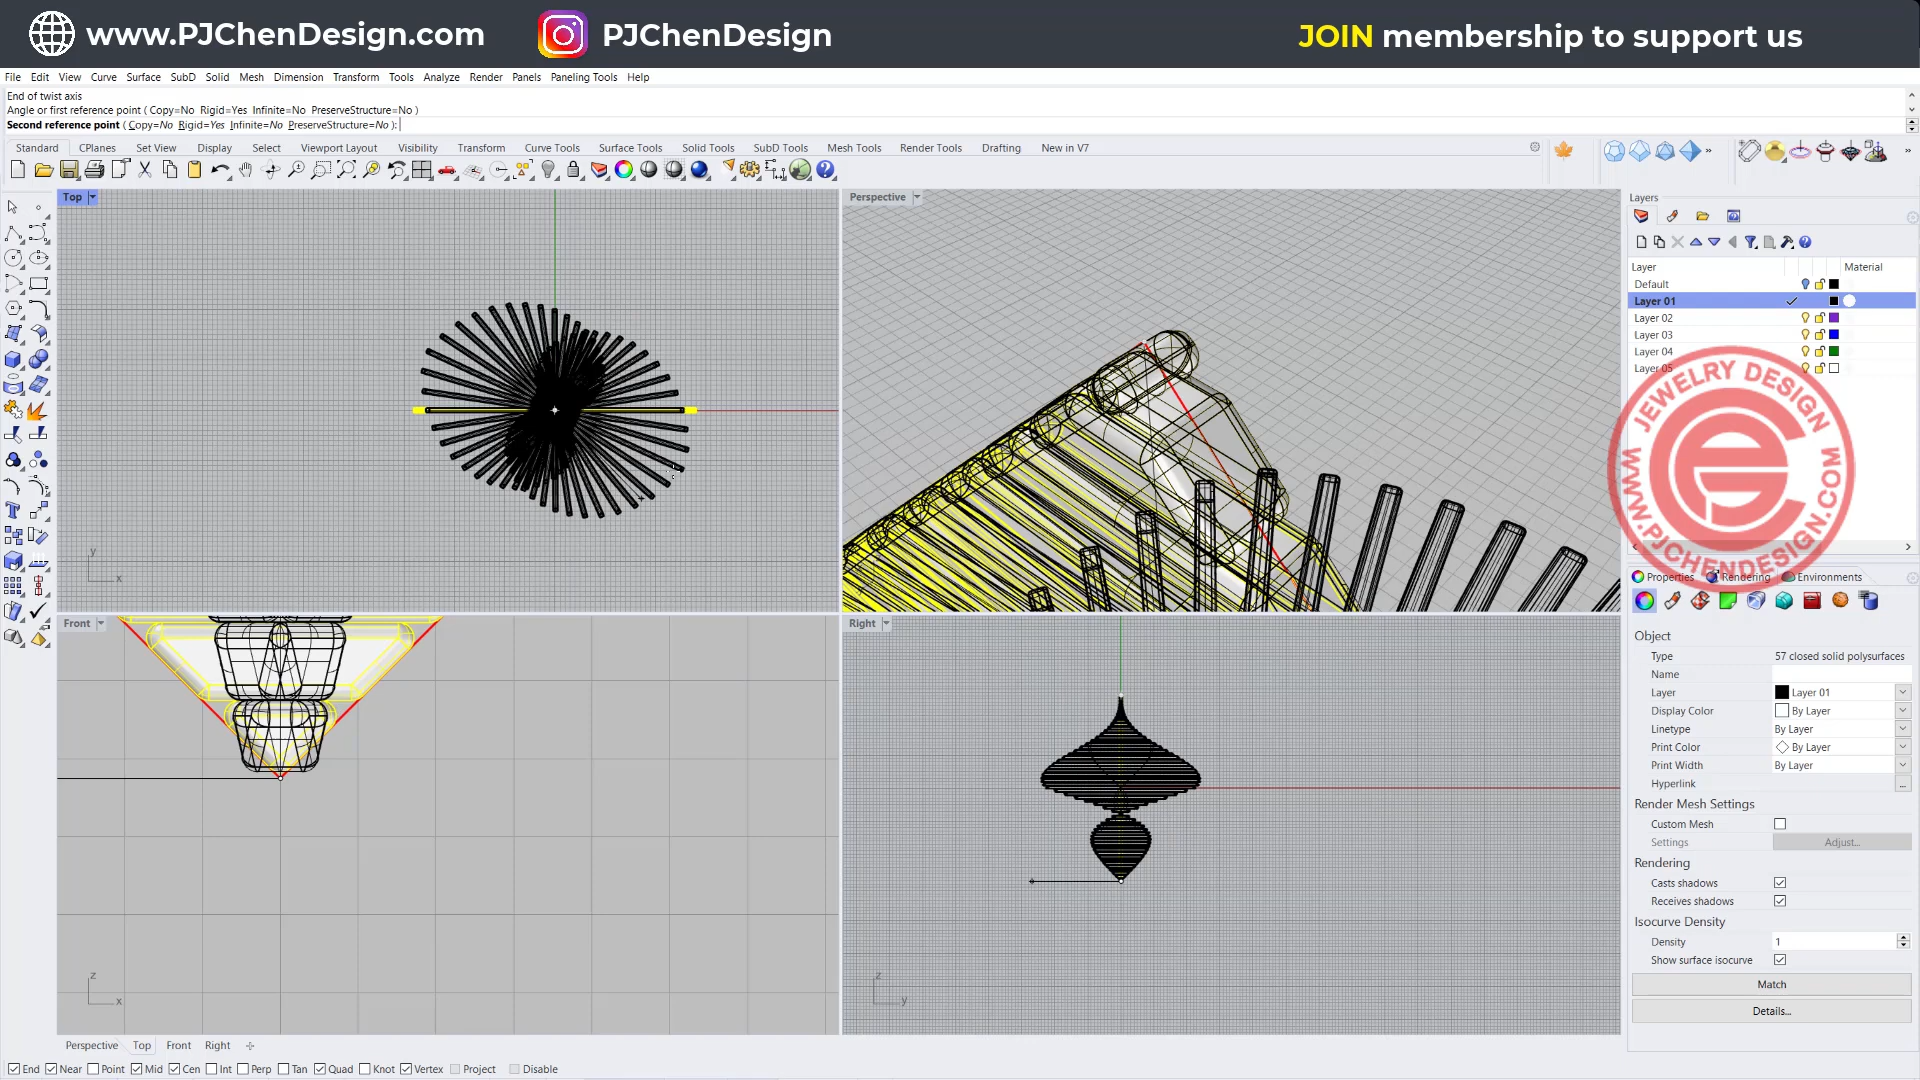 www.PJChenDesign.com PJChenDesign JOIN membership to support us
File Edit View Curve Surface SubD Solid Mesh Dimension Transform Tools Analyze Render Panels Paneling Tools Help
End of twist axis
Angle or first reference point ( Copy=No Rigid=Yes Infinite=No PreserveStructure=No )
Second reference point ( Copy=No Rigid=Yes Infinite=No PreserveStructure=No ):
Standard CPlanes Set View Display Select Viewport Layout Visibility Transform Curve Tools Surface Tools Solid Tools SubD Tools Mesh Tools Render Tools Drafting New in V7
Top
Perspective
Layers
Layer Material
Default
Layer 01
Layer 02
Layer 03
Layer 04
Layer 05
JEWELRY DESIGN
WWW.PJCHENDESIGN.COM
y
x
Properties Rendering Environments
Front
Right
Object
Type 57 closed solid polysurfaces
Name
Layer Layer 01
Display Color By Layer
Linetype By Layer
Print Color By Layer
Print Width By Layer
Hyperlink ...
Render Mesh Settings
Custom Mesh
Settings Adjust...
Rendering
Casts shadows
Receives shadows
Isocurve Density
Density 1
Show surface isocurve
Match
Details...
z
x
z
y
Perspective Top Front Right
End Near Point Mid Cen Int Perp Tan Quad Knot Vertex Project Disable